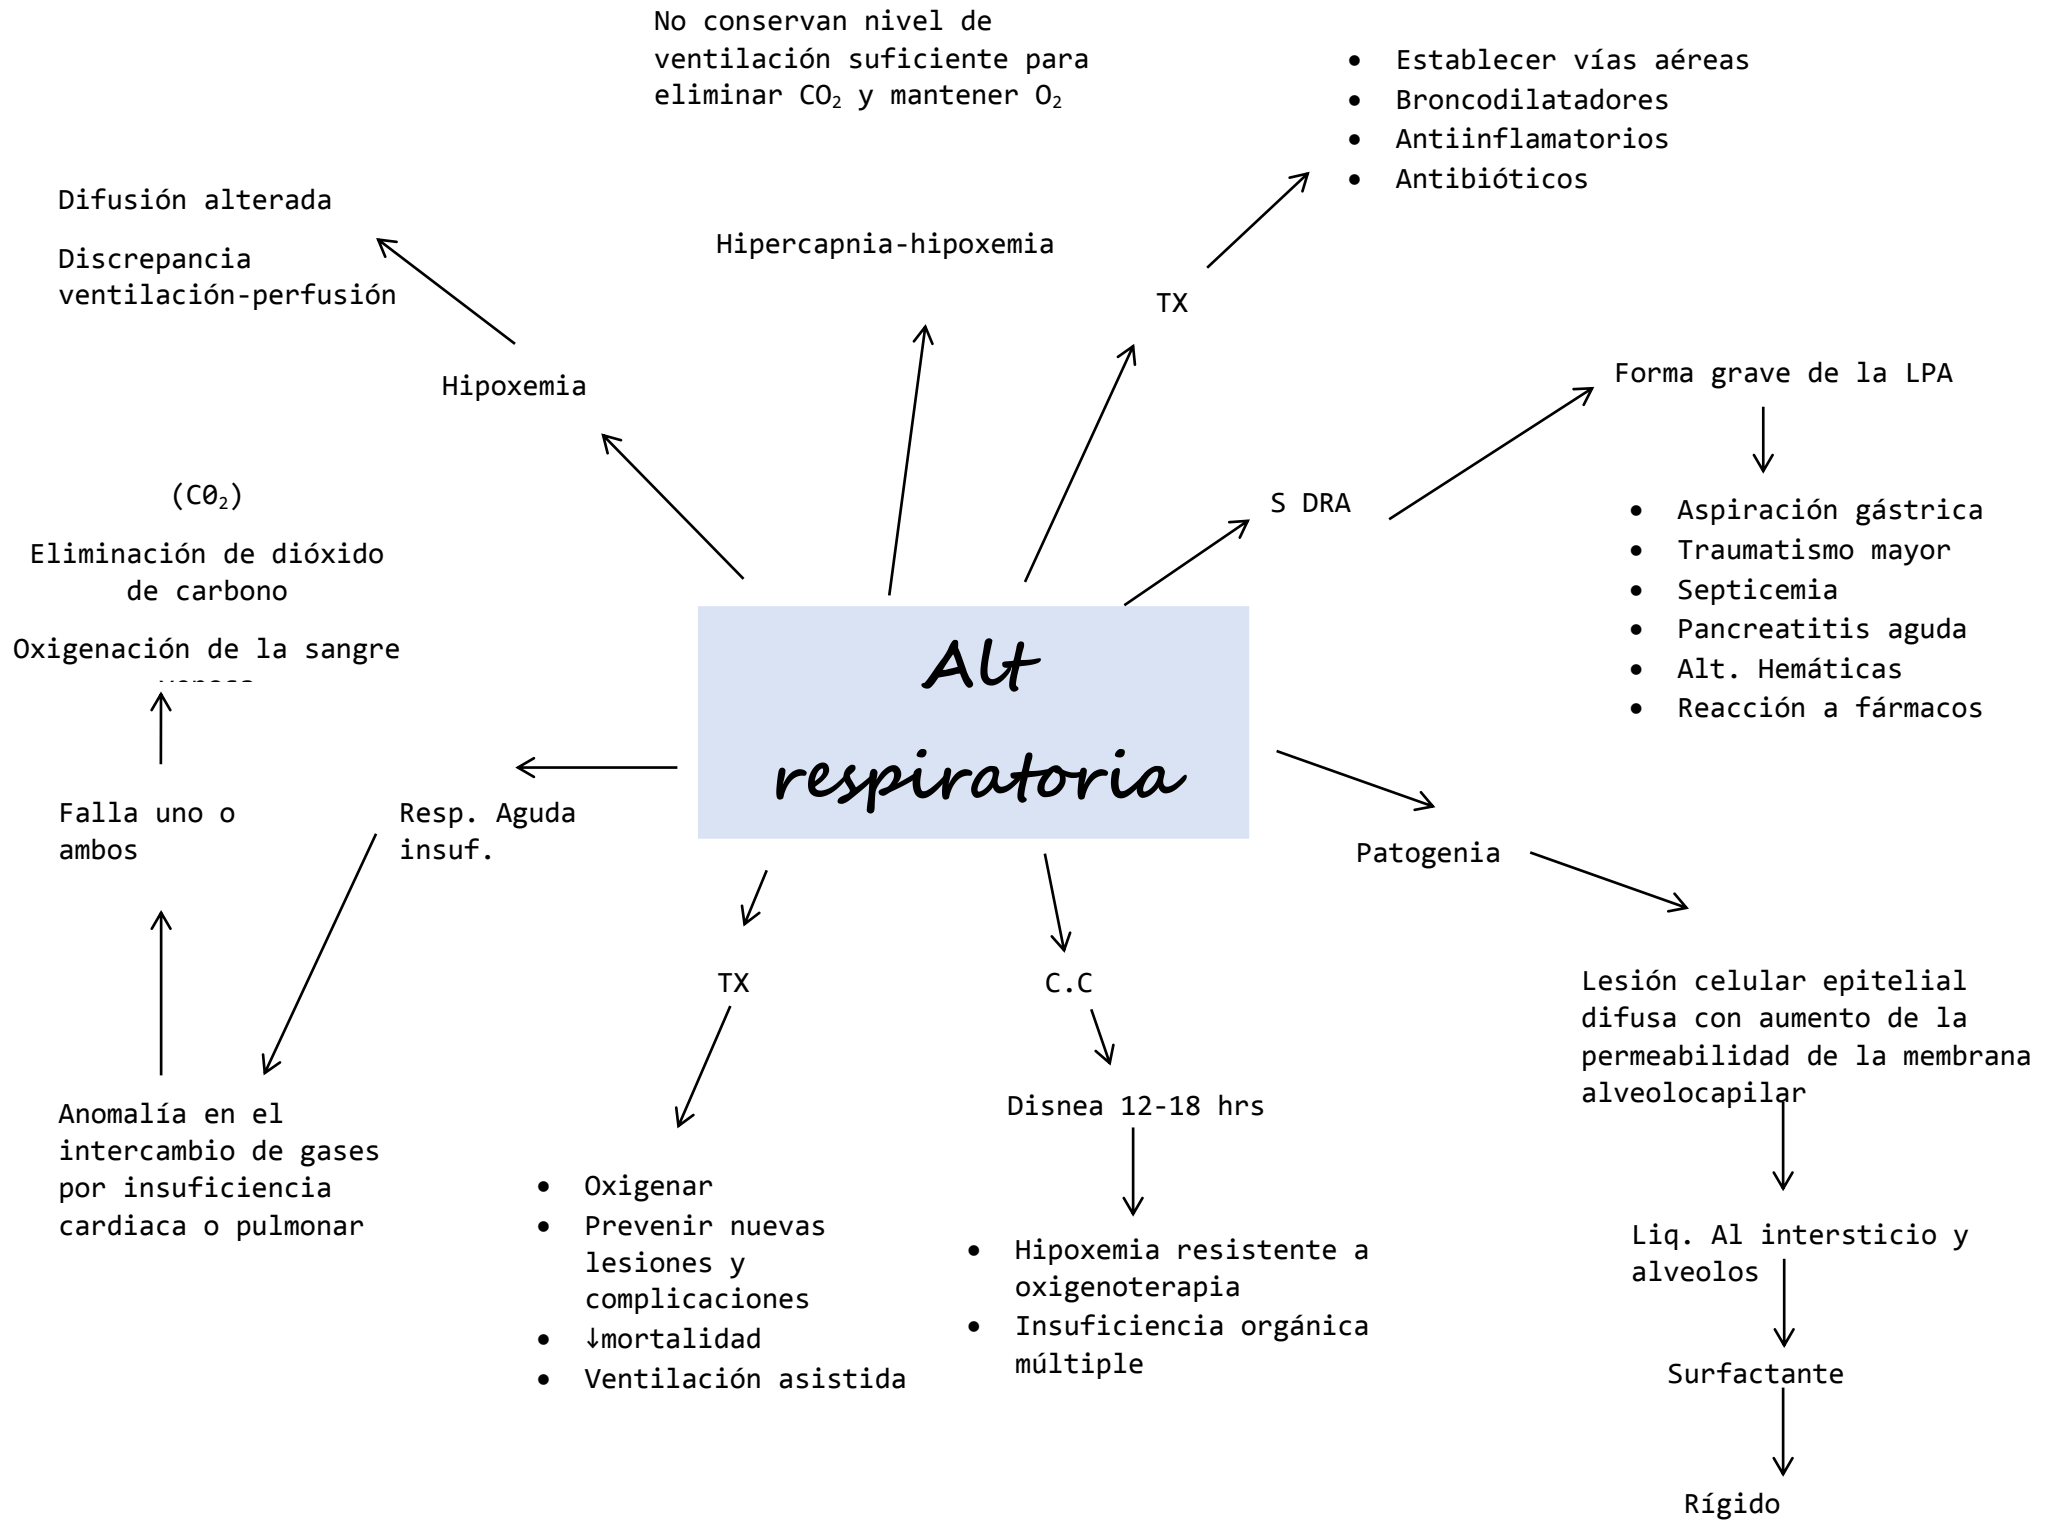 No conservan nivel de
ventilación suficiente para
eliminar CO₂ y mantener O₂
• Establecer vías aéreas
• Broncodilatadores
• Antiinflamatorios
• Antibióticos
Difusión alterada
Discrepancia
ventilación-perfusión
Hipercapnia-hipoxemia
TX
Hipoxemia
Forma grave de la LPA
S DRA
• Aspiración gástrica
• Traumatismo mayor
• Septicemia
• Pancreatitis aguda
• Alt. Hemáticas
• Reacción a fármacos
(C0₂)
Eliminación de dióxido
de carbono
Oxigenación de la sangre
Alt
respiratoria
Falla uno o
ambos
Resp. Aguda
insuf.
Patogenia
TX
C.C
Lesión celular epitelial
difusa con aumento de la
permeabilidad de la membrana
alveolocapilar
Anomalía en el
intercambio de gases
por insuficiencia
cardiaca o pulmonar
Disnea 12-18 hrs
• Oxigenar
• Prevenir nuevas
lesiones y
complicaciones
• ↓mortalidad
• Ventilación asistida
• Hipoxemia resistente a
oxigenoterapia
• Insuficiencia orgánica
múltiple
Liq. Al intersticio y
alveolos
Surfactante
Rígido